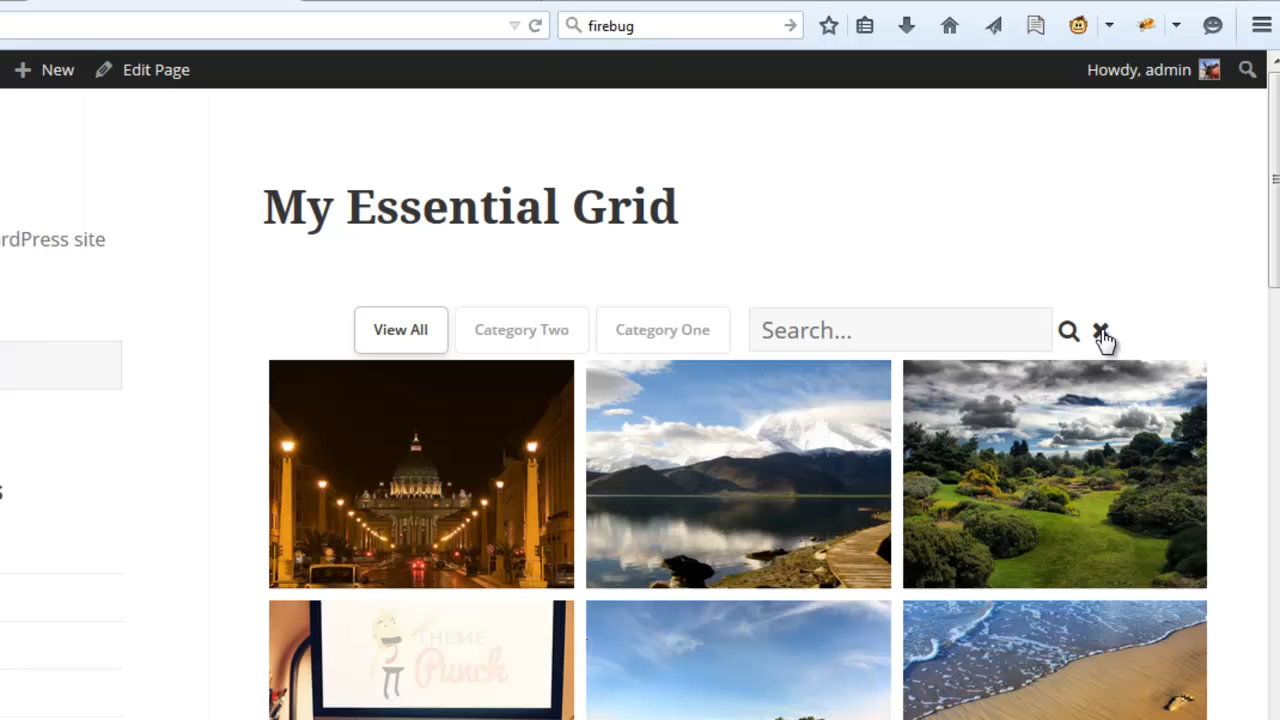 firebug
New
Edit Page
Howdy, admin
My Essential Grid
rdPress site
View All
Category Two
Category One
Search...
s
THEME
Punch